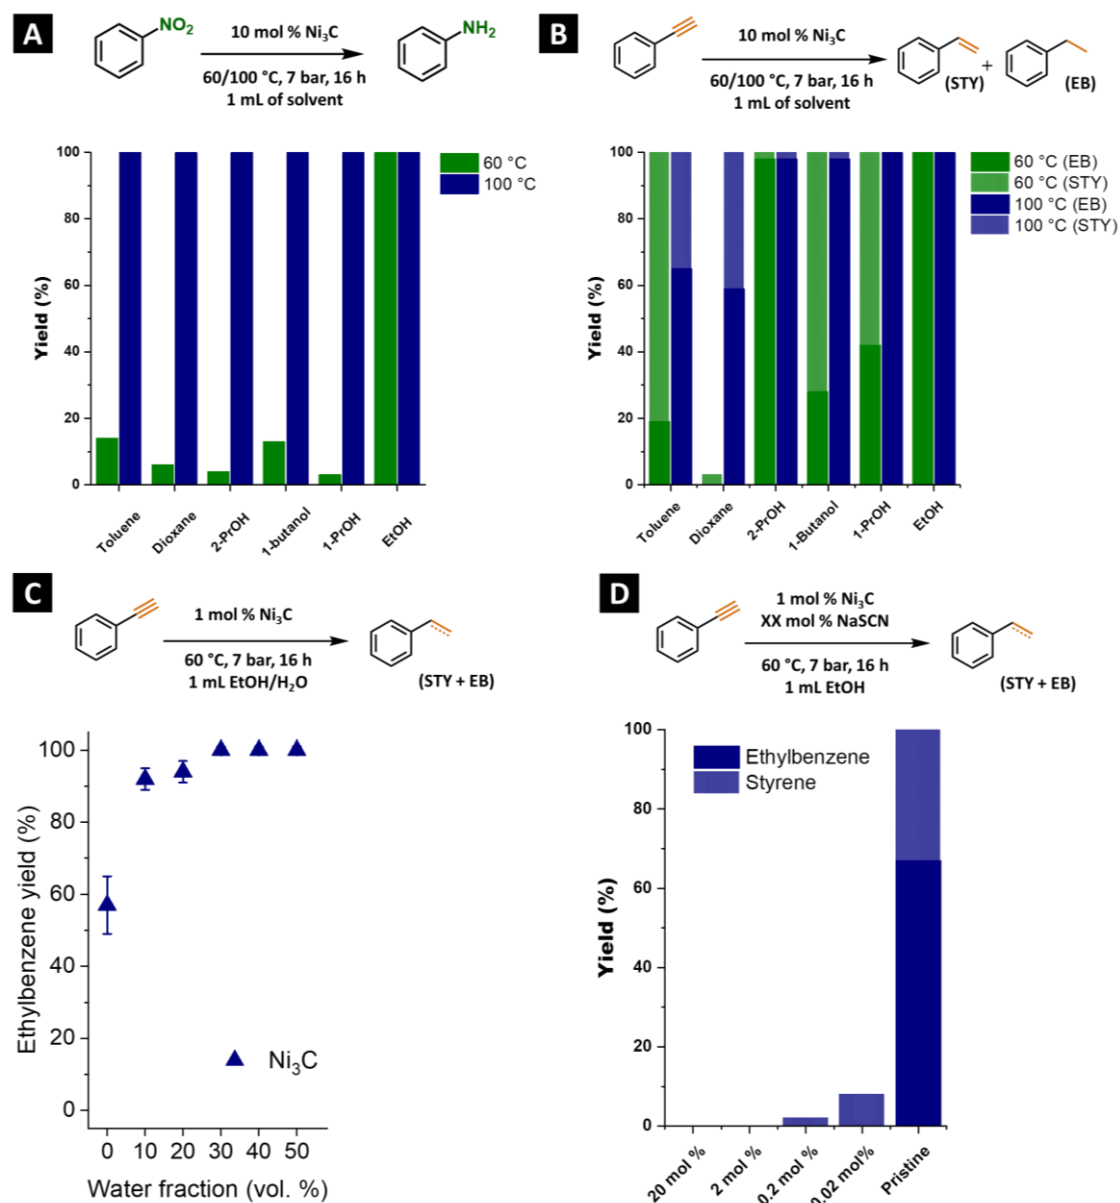 A
NO₂
10 mol % Ni₃C
60/100 °C, 7 bar, 16 h
1 mL of solvent
NH₂
100
80
60
40
20
0
Yield (%)
60 °C
100 °C
Toluene
Dioxane
2-PrOH
1-butanol
1-PrOH
EtOH
B
10 mol % Ni₃C
60/100 °C, 7 bar, 16 h
1 mL of solvent
(STY)
+
(EB)
100
80
60
40
20
0
Yield (%)
60 °C (EB)
60 °C (STY)
100 °C (EB)
100 °C (STY)
Toluene
Dioxane
2-PrOH
1-Butanol
1-PrOH
EtOH
C
1 mol % Ni₃C
60 °C, 7 bar, 16 h
1 mL EtOH/H₂O
(STY + EB)
100
80
60
40
20
0
Ethylbenzene yield (%)
Ni₃C
0 10 20 30 40 50
Water fraction (vol. %)
D
1 mol % Ni₃C
XX mol % NaSCN
60 °C, 7 bar, 16 h
1 mL EtOH
(STY + EB)
100
80
60
40
20
0
Yield (%)
Ethylbenzene
Styrene
20 mol %
2 mol %
0.2 mol %
0.02 mol%
Pristine